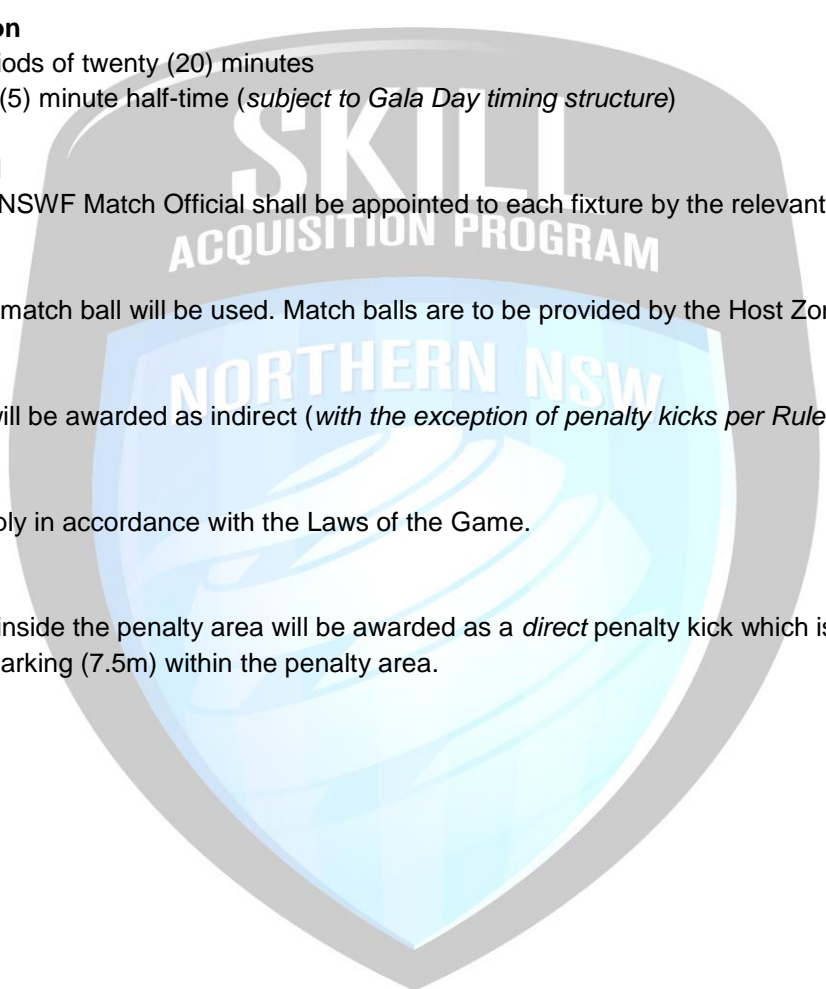 on
iods of twenty (20) minutes
(5) minute half-time (subject to Gala Day timing structure)
SKILL
NSWF Match Official shall be appointed to each fixture by the relevant
ACQUISITION PROGRAM
match ball will be used. Match balls are to be provided by the Host Zo
NORTHERN NSW
will be awarded as indirect (with the exception of penalty kicks per Rule
ply in accordance with the Laws of the Game.
inside the penalty area will be awarded as a direct penalty kick which is
arking (7.5m) within the penalty area.